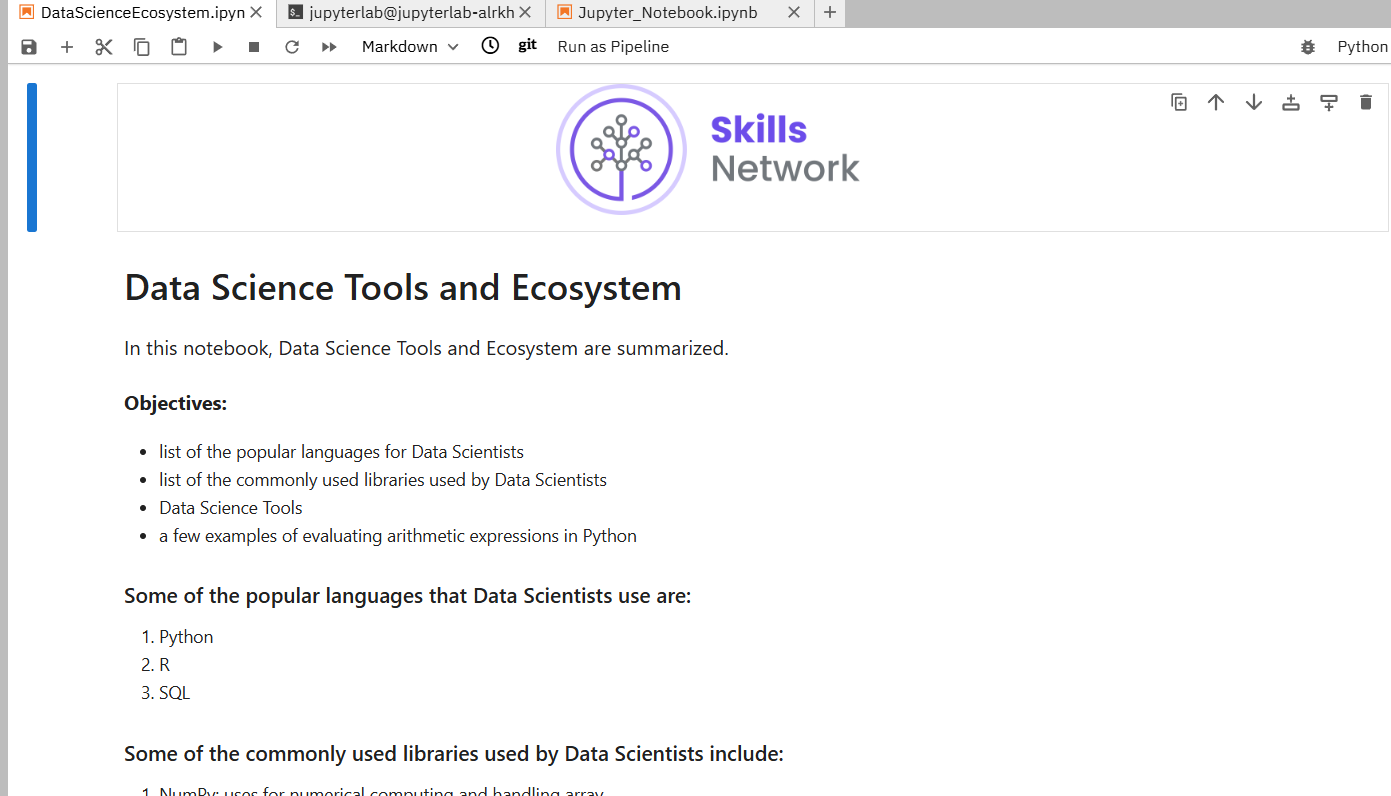 DataScienceEcosystem.ipyn
jupyterlab@jupyterlab-alrkh
Jupyter_Notebook.ipynb
Markdown
git
Run as Pipeline
Python
Skills
Network
Data Science Tools and Ecosystem
In this notebook, Data Science Tools and Ecosystem are summarized.
Objectives:
• list of the popular languages for Data Scientists
• list of the commonly used libraries used by Data Scientists
• Data Science Tools
• a few examples of evaluating arithmetic expressions in Python
Some of the popular languages that Data Scientists use are:
1. Python
2. R
3. SQL
Some of the commonly used libraries used by Data Scientists include:
1. NumPy: uses for numerical computing and handling array